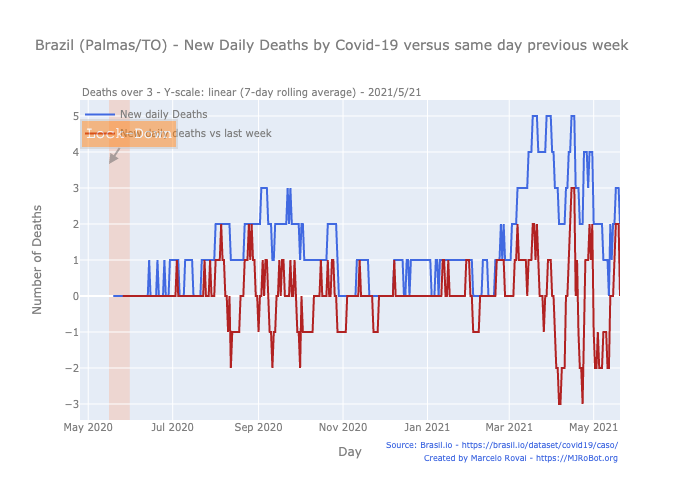 Brazil (Palmas/TO) - New Daily Deaths by Covid-19 versus same day previous week
Deaths over 3 - Y-scale: linear (7-day rolling average) - 2021/5/21
New daily Deaths
New daily deaths vs last week
Lock Down
5
4
3
2
1
0
−1
−2
−3
Number of Deaths
May 2020 Jul 2020 Sep 2020 Nov 2020 Jan 2021 Mar 2021 May 2021
Day
Source: Brasil.io - https://brasil.io/dataset/covid19/caso/
Created by Marcelo Rovai - https://MJRoBot.org